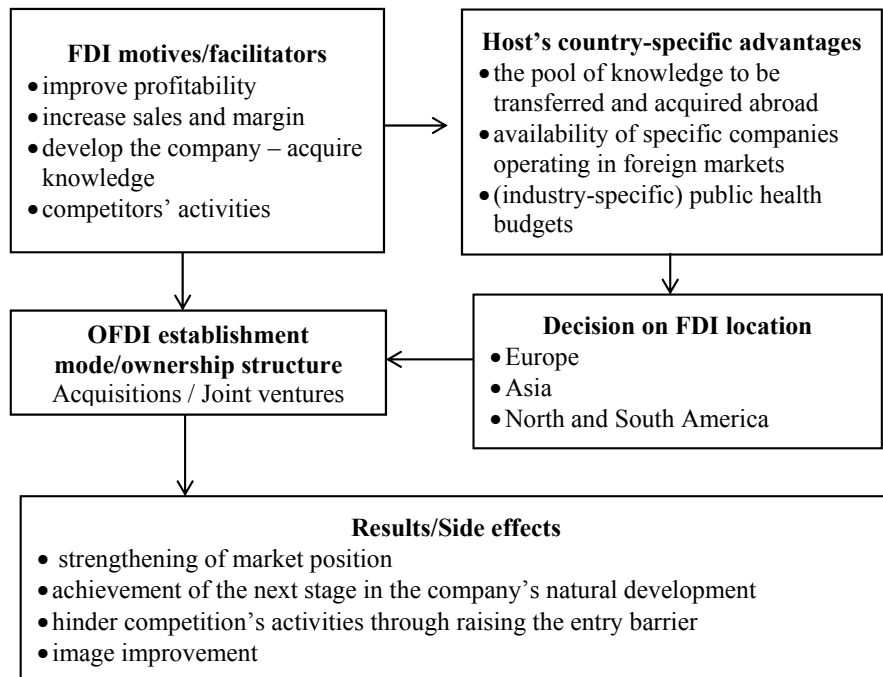 FDI motives/facilitators
• improve profitability
• increase sales and margin
• develop the company – acquire
knowledge
• competitors’ activities
Host’s country-specific advantages
• the pool of knowledge to be
transferred and acquired abroad
• availability of specific companies
operating in foreign markets
• (industry-specific) public health
budgets
OFDI establishment
mode/ownership structure
Acquisitions / Joint ventures
Decision on FDI location
• Europe
• Asia
• North and South America
Results/Side effects
• strengthening of market position
• achievement of the next stage in the company’s natural development
• hinder competition’s activities through raising the entry barrier
• image improvement